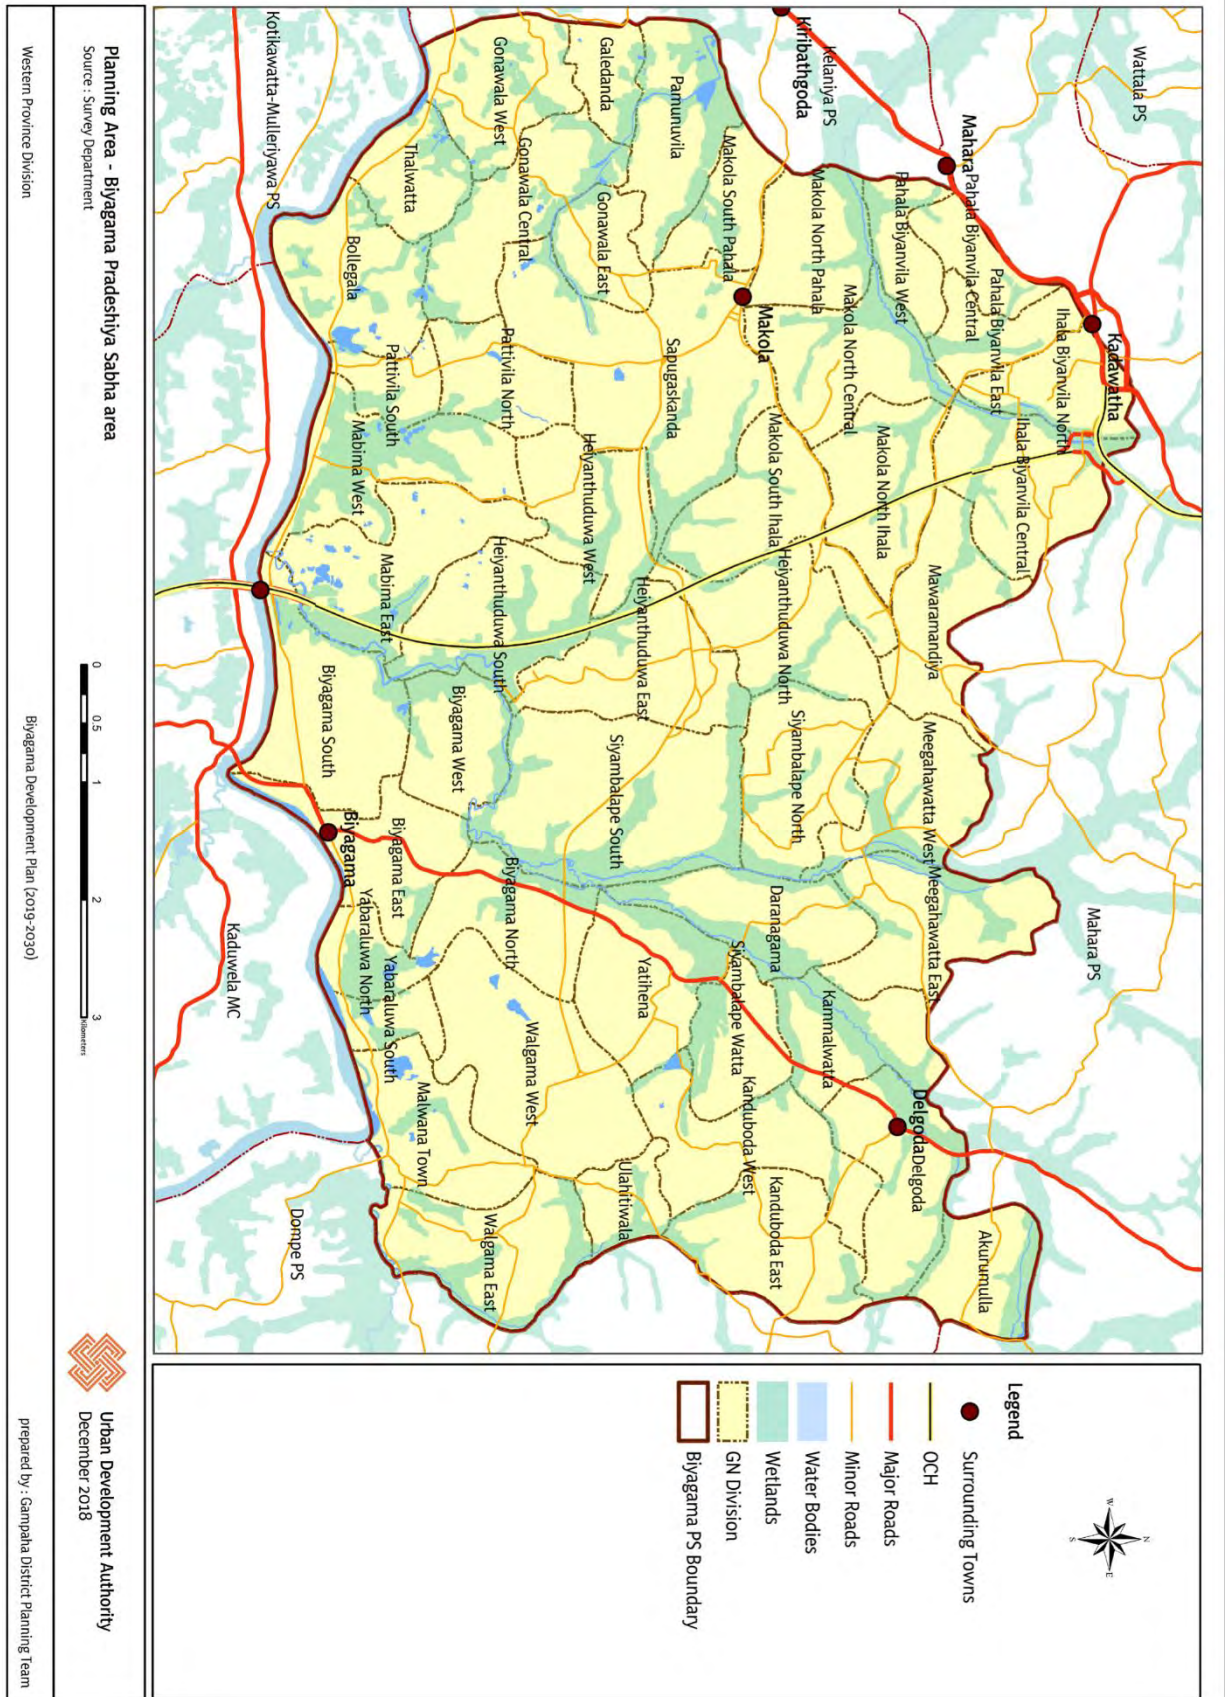 Wattala PS
Kelaniya PS
Kiribathgoda
Mahara
Pahala Biyanvila Central
Kadawatha
Ihala Biyanvila North
Pahala Biyanvila East
Pahala Biyanvila West
Ihala Biyanvila Central
Makola North Pahala
Makola North Central
Makola North Ihala
Mawaramandiya
Makola South Pahala
Makola
Makola South Ihala
Heiyanthuduwa North
Siyambalape North
Meegahawatta West
Meegahawatta East
Mahara PS
Pamunuvila
Galedanda
Gonawala West
Gonawala Central
Gonawala East
Sapugaskanda
Heiyanthuduwa West
Heiyanthuduwa East
Heiyanthuduwa South
Siyambalape South
Daranagama
Siyambalape Watta
Kammalwatta
Delgoda
Delgoda
Akurumulla
Kanduboda West
Kanduboda East
Yatihena
Ulahitiwala
Thalwatta
Bollegala
Pattivila North
Pattivila South
Mabima West
Mabima East
Biyagama West
Biyagama South
Biyagama
Biyagama East
Biyagama North
Yabaraluwa North
Yabaraluwa South
Walgama West
Malwana Town
Walgama East
Kotikawatta-Mulleriyawa PS
Kaduwela MC
Dompe PS
N
W
E
S
Legend
Surrounding Towns
OCH
Major Roads
Minor Roads
Water Bodies
Wetlands
GN Division
Biyagama PS Boundary
Planning Area - Biyagama Pradeshiya Sabha area
Source : Survey Department
0 0.5 1 2 3
Kilometers
Urban Development Authority
December 2018
Western Province Division
Biyagama Development Plan (2019-2030)
prepared by : Gampaha District Planning Team